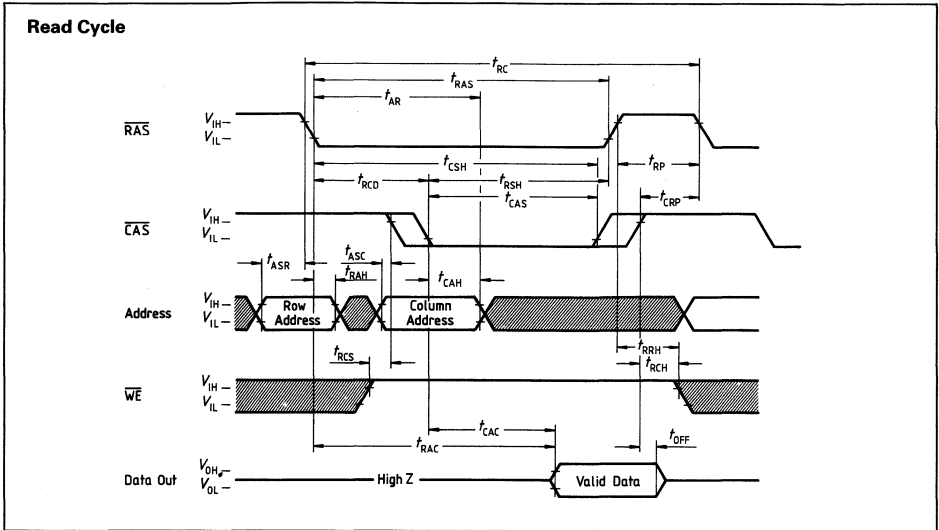 Read Cycle
tRC
tRAS
tAR
RAS
VIH
VIL
tRP
tCSH
tRCD
tRSH
tCAS
tCRP
CAS
VIH
VIL
tASR
tASC
tRAH
tCAH
Address
VIH
VIL
Row
Address
Column
Address
tRRH
tRCS
tRCH
WE
VIH
VIL
tCAC
tRAC
tOFF
Data Out
VOH
VOL
High Z
Valid Data